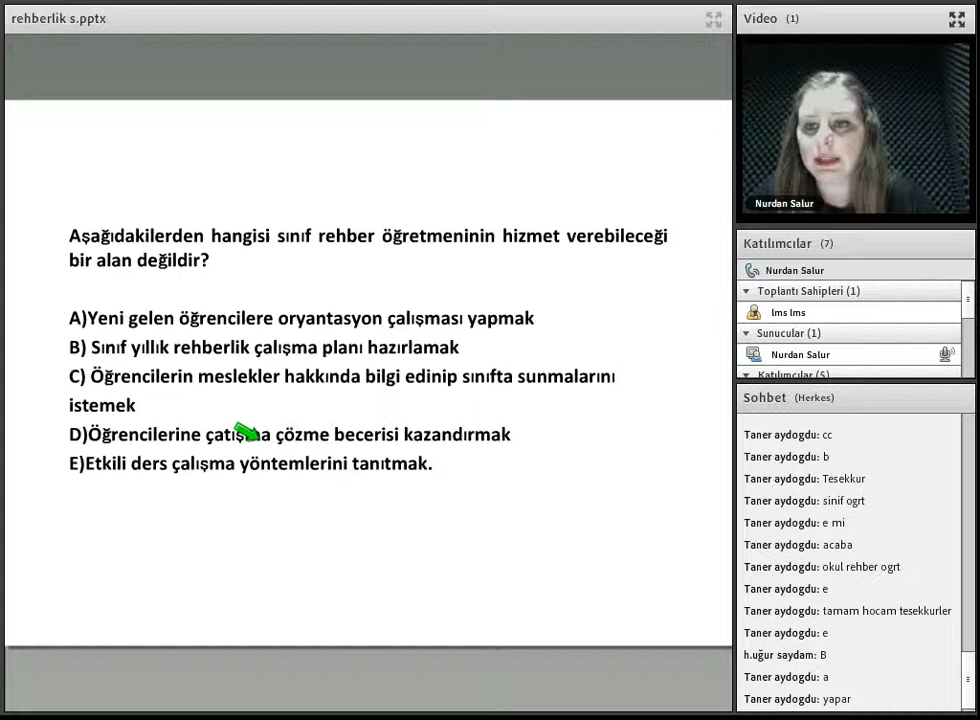 rehberlik s.pptx
Aşağıdakilerden hangisi sınıf rehber öğretmeninin hizmet verebileceği
bir alan değildir?
A)Yeni gelen öğrencilere oryantasyon çalışması yapmak
B) Sınıf yıllık rehberlik çalışma planı hazırlamak
C) Öğrencilerin meslekler hakkında bilgi edinip sınıfta sunmalarını
istemek
D)Öğrencilerine çatışma çözme becerisi kazandırmak
E)Etkili ders çalışma yöntemlerini tanıtmak.
Video (1)
Nurdan Salur
Katılımcılar (7)
Nurdan Salur
Toplantı Sahipleri (1)
lms lms
Sunucular (1)
Nurdan Salur
Katılımcılar (5)
Sohbet (Herkes)
Taner aydogdu: cc
Taner aydogdu: b
Taner aydogdu: Tesekkur
Taner aydogdu: sinif ogrt
Taner aydogdu: e mi
Taner aydogdu: acaba
Taner aydogdu: okul rehber ogrt
Taner aydogdu: e
Taner aydogdu: tamam hocam tesekkurler
Taner aydogdu: e
h.uğur saydam: B
Taner aydogdu: a
Taner aydogdu: yapar